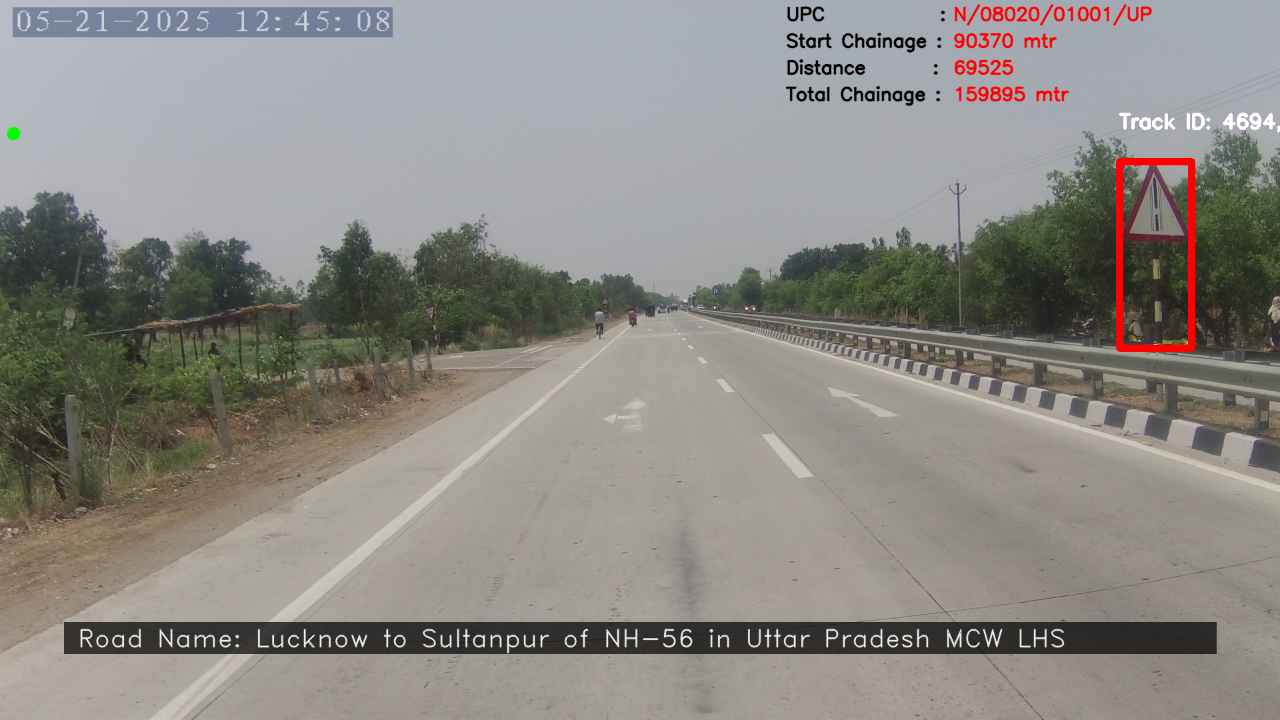 05-21-2025 12:45:08
UPC : N/08020/01001/UP
Start Chainage : 90370 mtr
Distance : 69525
Total Chainage : 159895 mtr
Track ID: 4694,
Road Name: Lucknow to Sultanpur of NH-56 in Uttar Pradesh MCW LHS